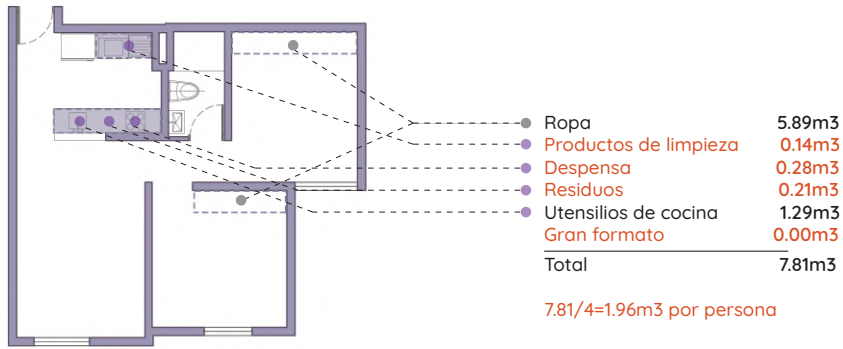 Ropa 5.89m3
Productos de limpieza 0.14m3
Despensa 0.28m3
Residuos 0.21m3
Utensilios de cocina 1.29m3
Gran formato 0.00m3
Total 7.81m3
7.81/4=1.96m3 por persona